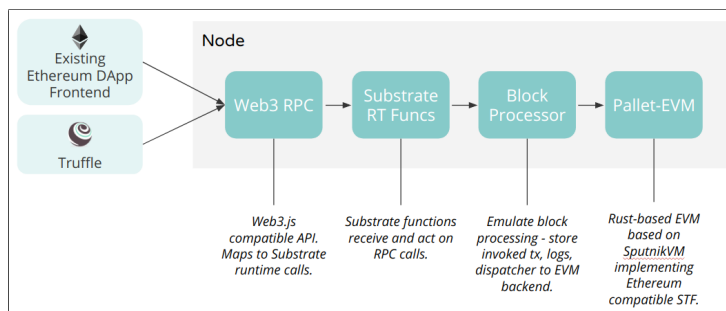 Existing
Ethereum DApp
Frontend
Truffle
Node
Web3 RPC
Substrate
RT Funcs
Block
Processor
Pallet-EVM
Web3.js
compatible API.
Maps to Substrate
runtime calls.
Substrate functions
receive and act on
RPC calls.
Emulate block
processing - store
invoked tx, logs,
dispatcher to EVM
backend.
Rust-based EVM
based on
SputnikVM
implementing
Ethereum
compatible STF.